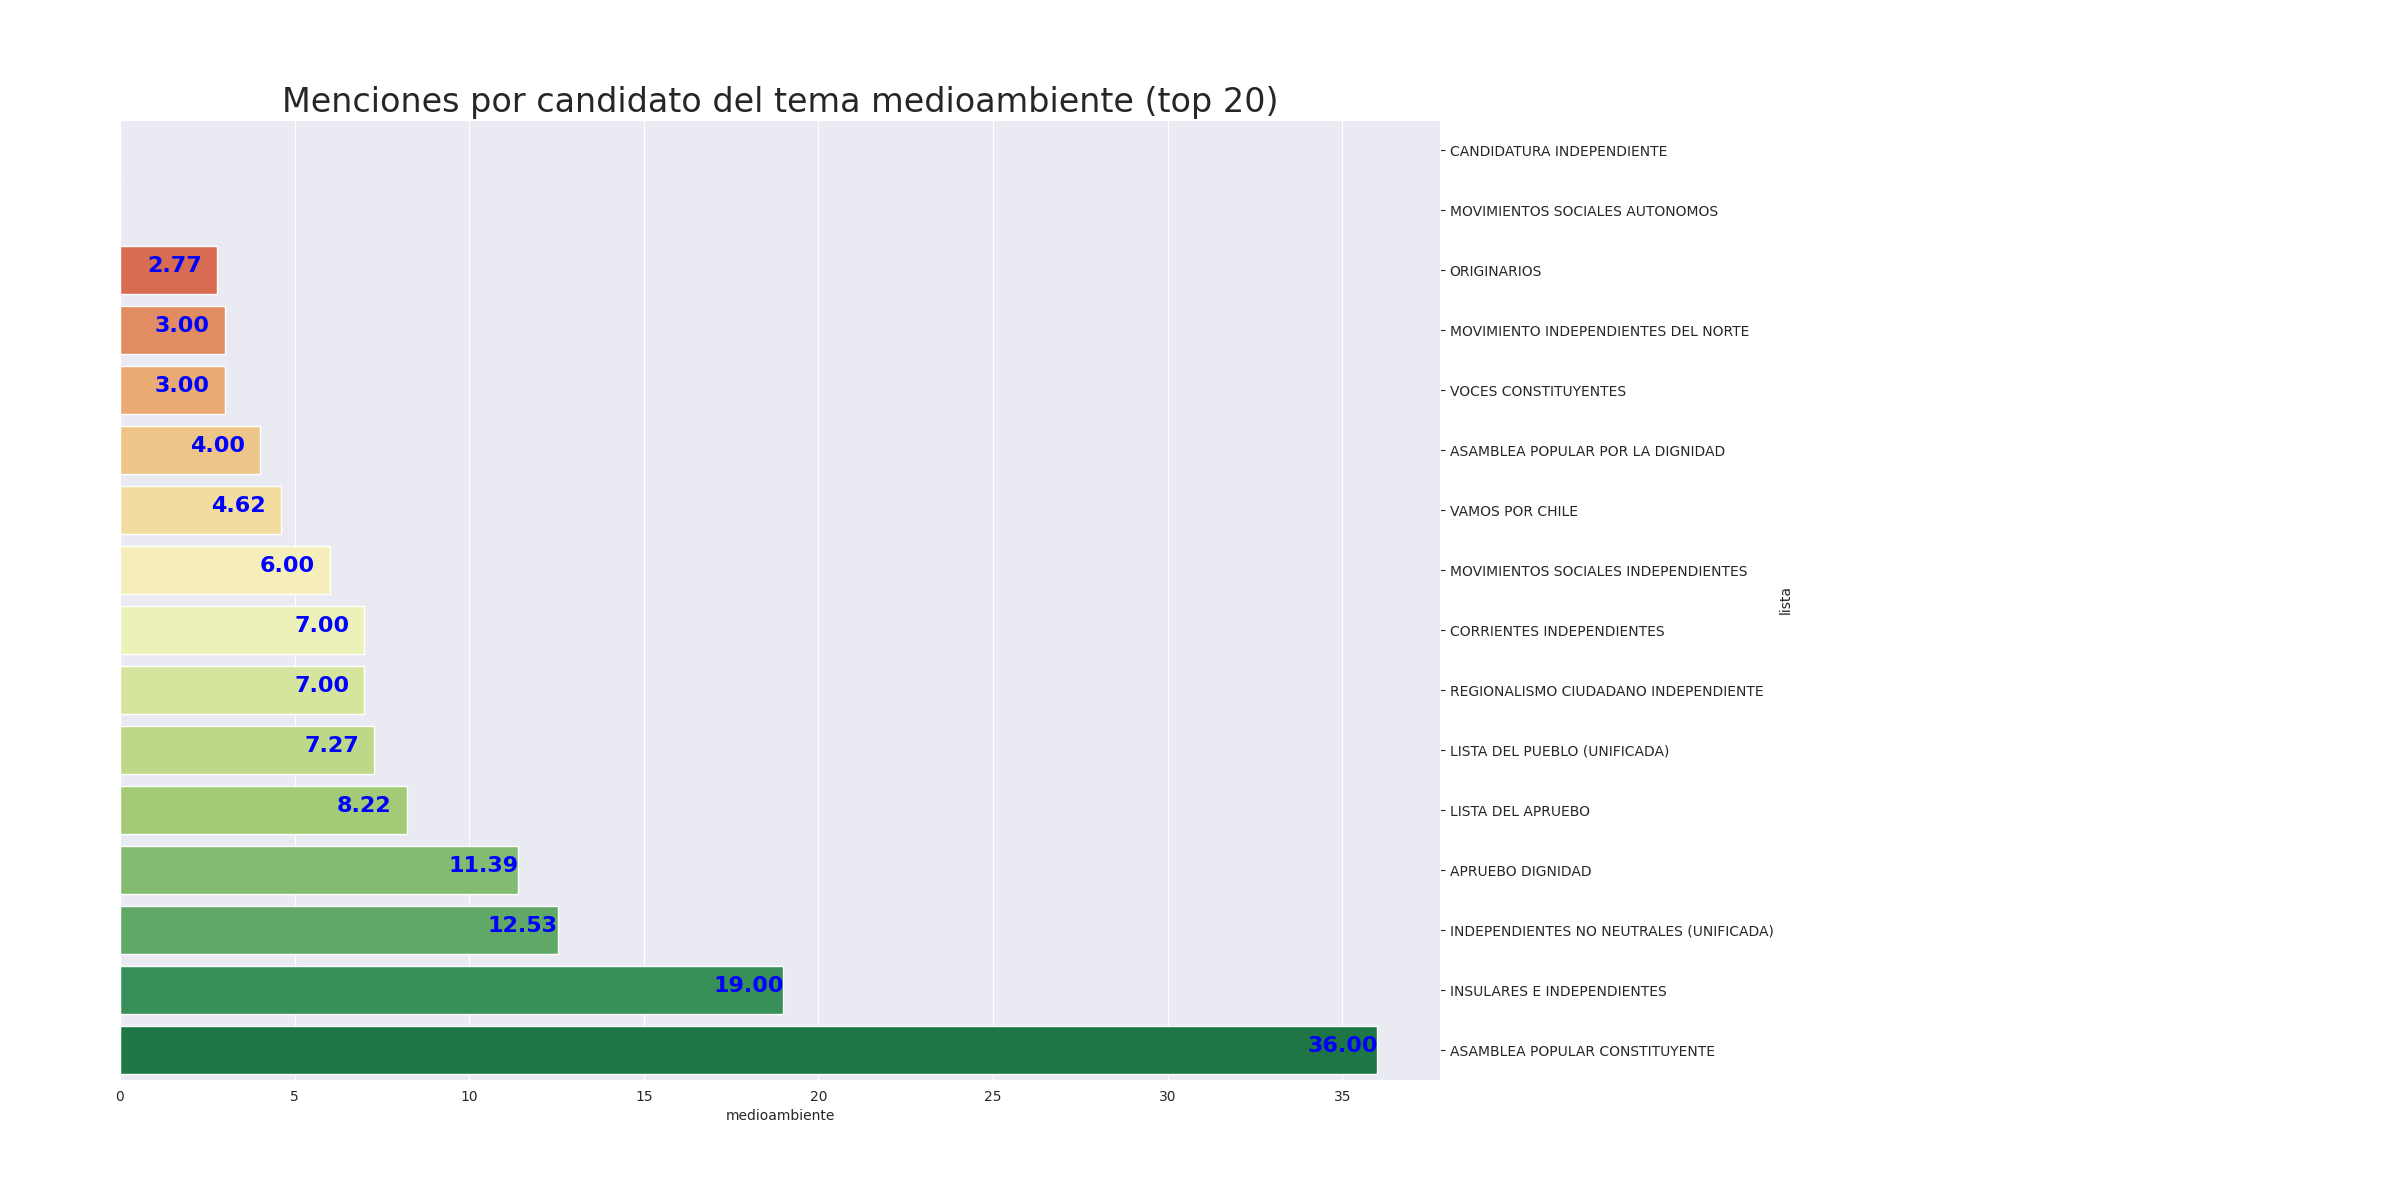 Menciones por candidato del tema medioambiente (top 20)
CANDIDATURA INDEPENDIENTE
MOVIMIENTOS SOCIALES AUTONOMOS
2.77 ORIGINARIOS
3.00 MOVIMIENTO INDEPENDIENTES DEL NORTE
3.00 VOCES CONSTITUYENTES
4.00 ASAMBLEA POPULAR POR LA DIGNIDAD
4.62 VAMOS POR CHILE
6.00 MOVIMIENTOS SOCIALES INDEPENDIENTES
lista
7.00 CORRIENTES INDEPENDIENTES
7.00 REGIONALISMO CIUDADANO INDEPENDIENTE
7.27 LISTA DEL PUEBLO (UNIFICADA)
8.22 LISTA DEL APRUEBO
11.39 APRUEBO DIGNIDAD
12.53 INDEPENDIENTES NO NEUTRALES (UNIFICADA)
19.00 INSULARES E INDEPENDIENTES
36.00 ASAMBLEA POPULAR CONSTITUYENTE
0 5 10 15 20 25 30 35
medioambiente